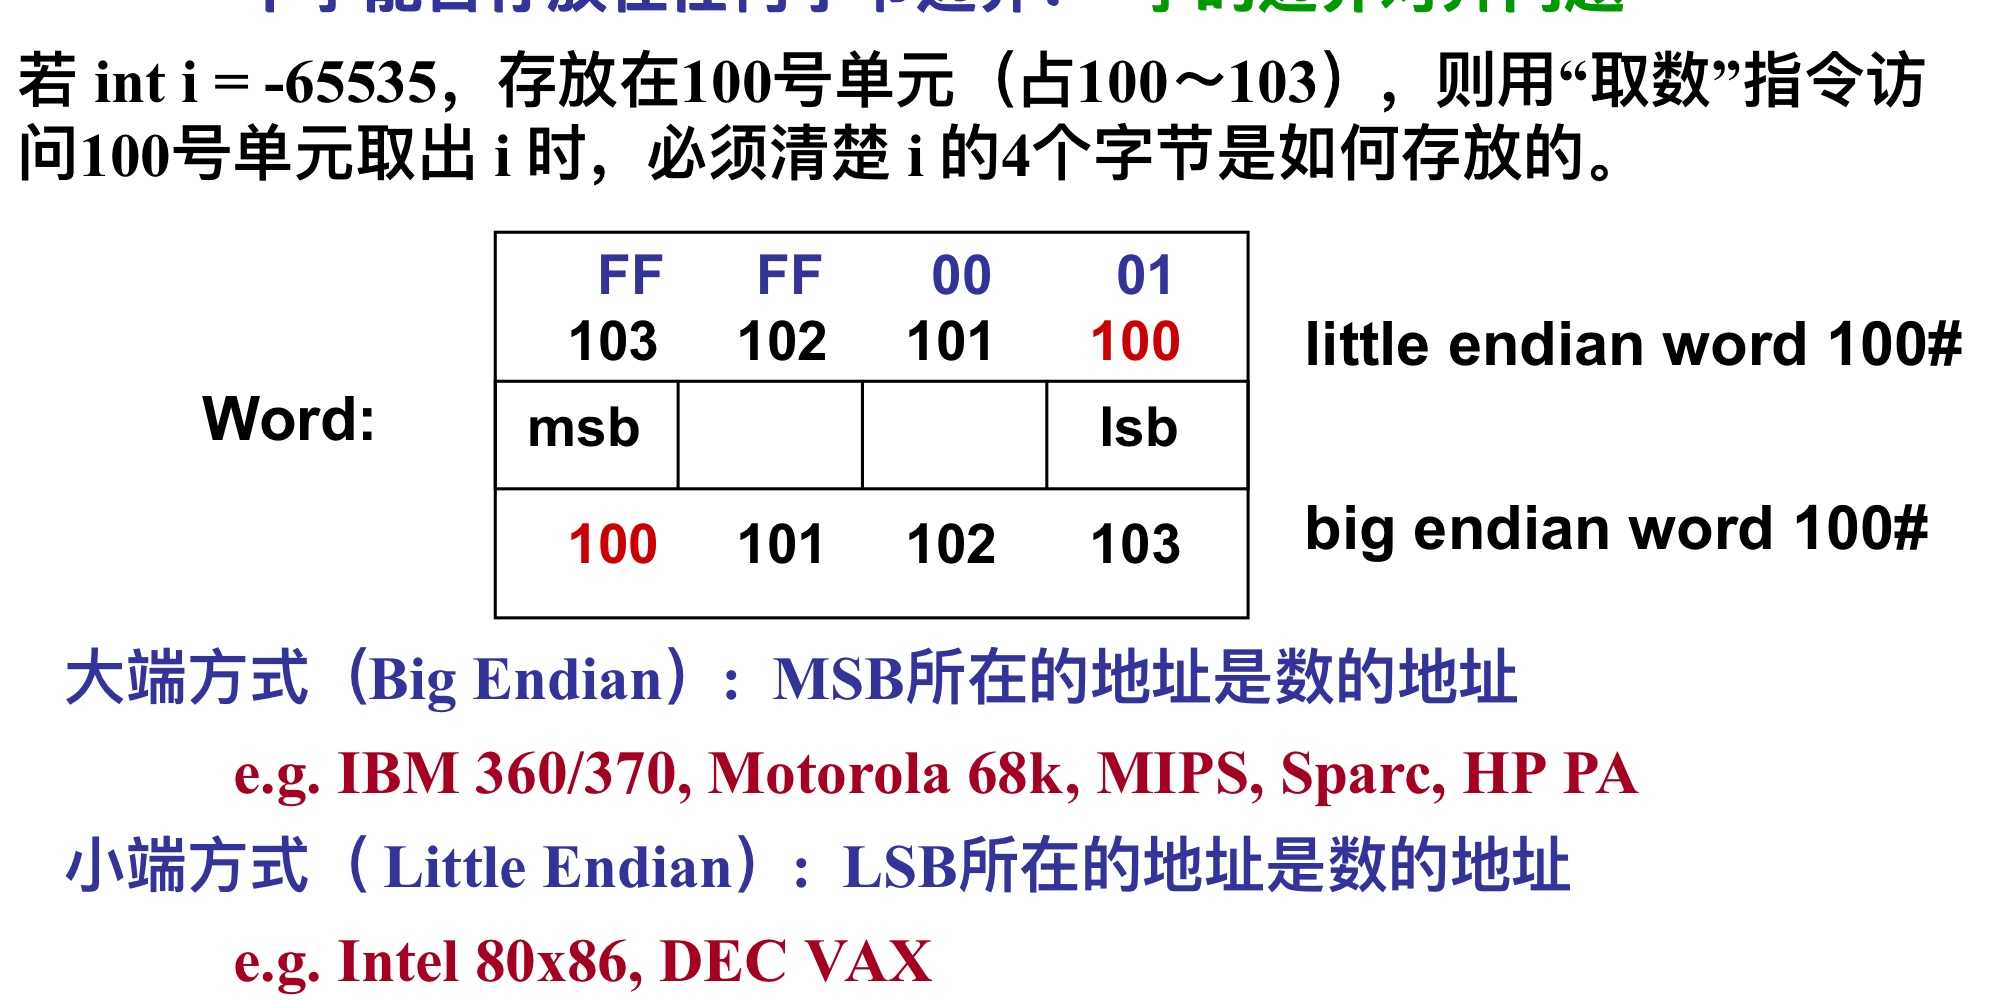 若 int i = -65535，存放在100号单元（占100～103），则用“取数”指令访
问100号单元取出 i 时，必须清楚 i 的4个字节是如何存放的。
FF FF 00 01
103 102 101 100
little endian word 100#
Word:
msb lsb
100 101 102 103
big endian word 100#
大端方式（Big Endian）：MSB所在的地址是数的地址
e.g. IBM 360/370, Motorola 68k, MIPS, Sparc, HP PA
小端方式（ Little Endian）：LSB所在的地址是数的地址
e.g. Intel 80x86, DEC VAX